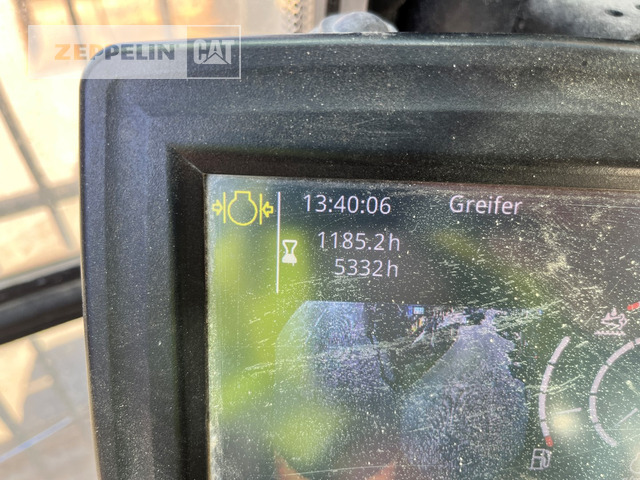 ZEPPELIN CAT
13:40:06 Greifer
1185.2h
5332h